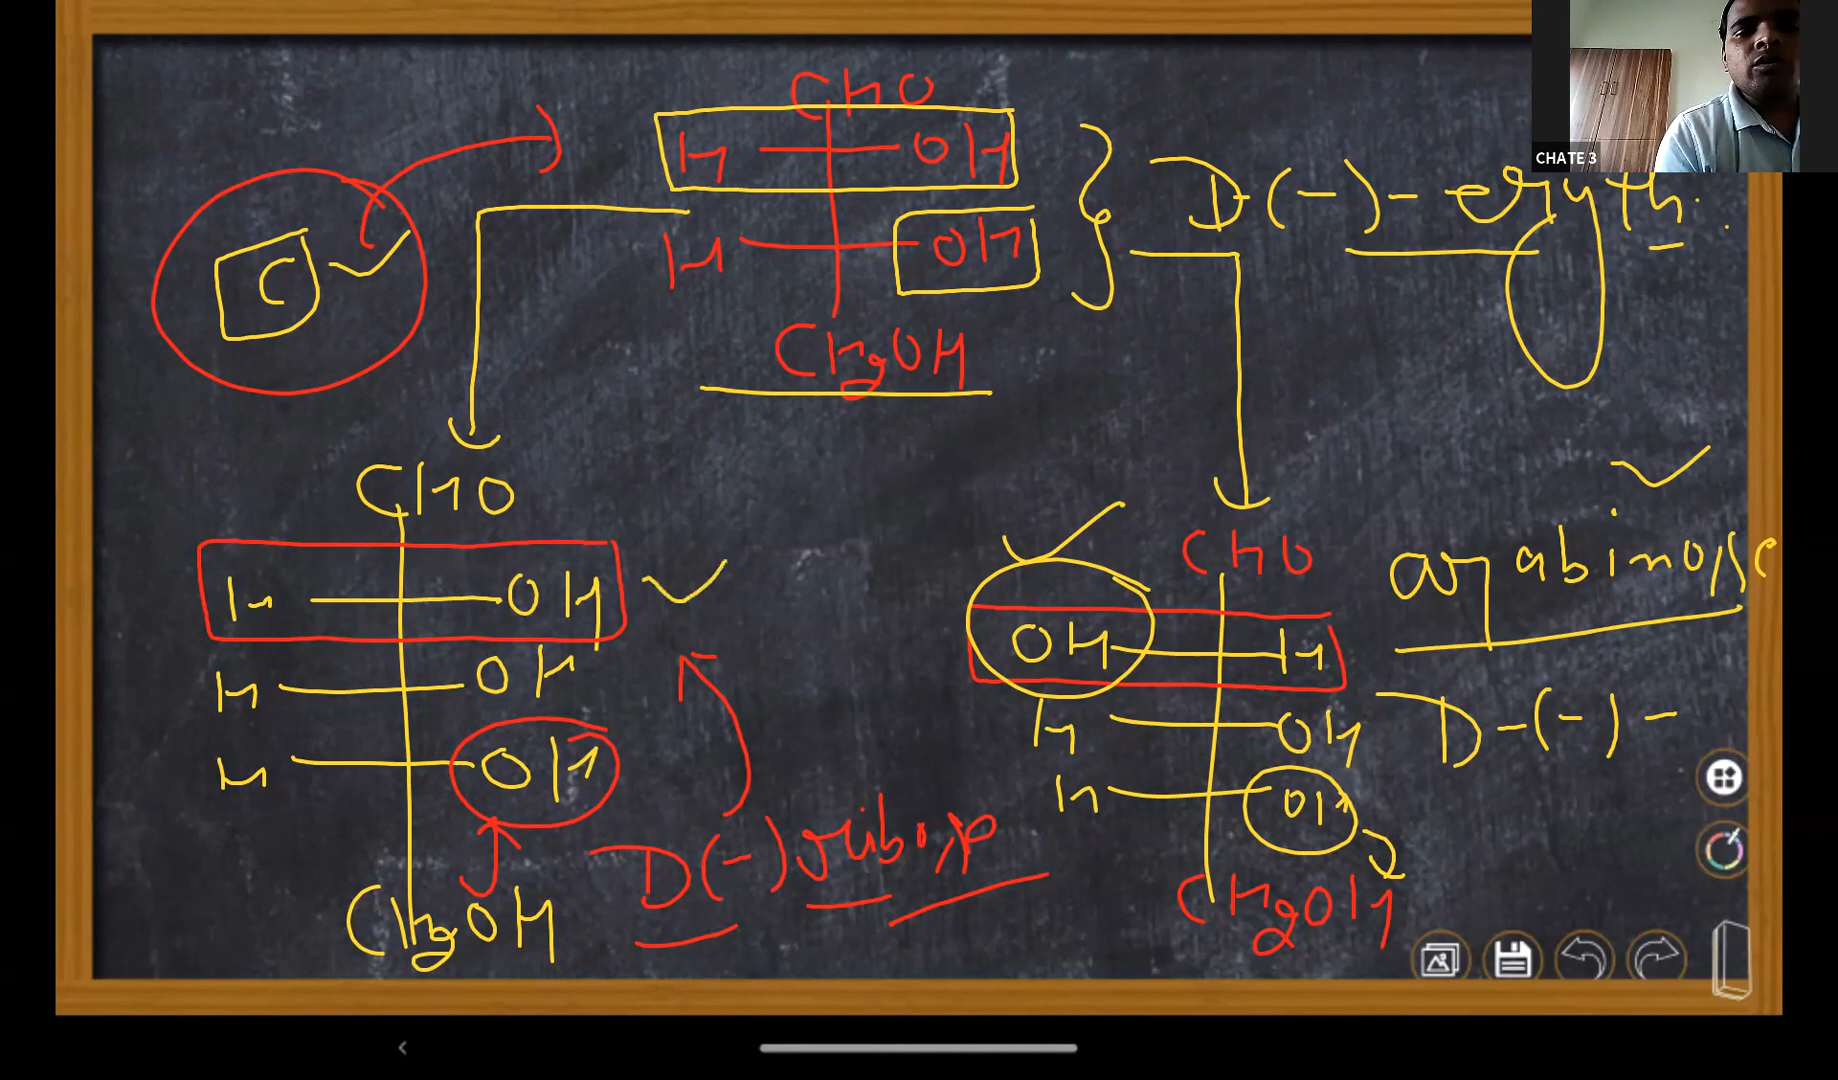 CHO
H OH
D(-)-eryth..
H OH
C
CH2OH
CHO
H OH
H OH
H OH
CH2OH
D(-) ribose
CHO
OH H
H OH
H OH
CH2OH
arabinose
D-(-)-
CHATE 3